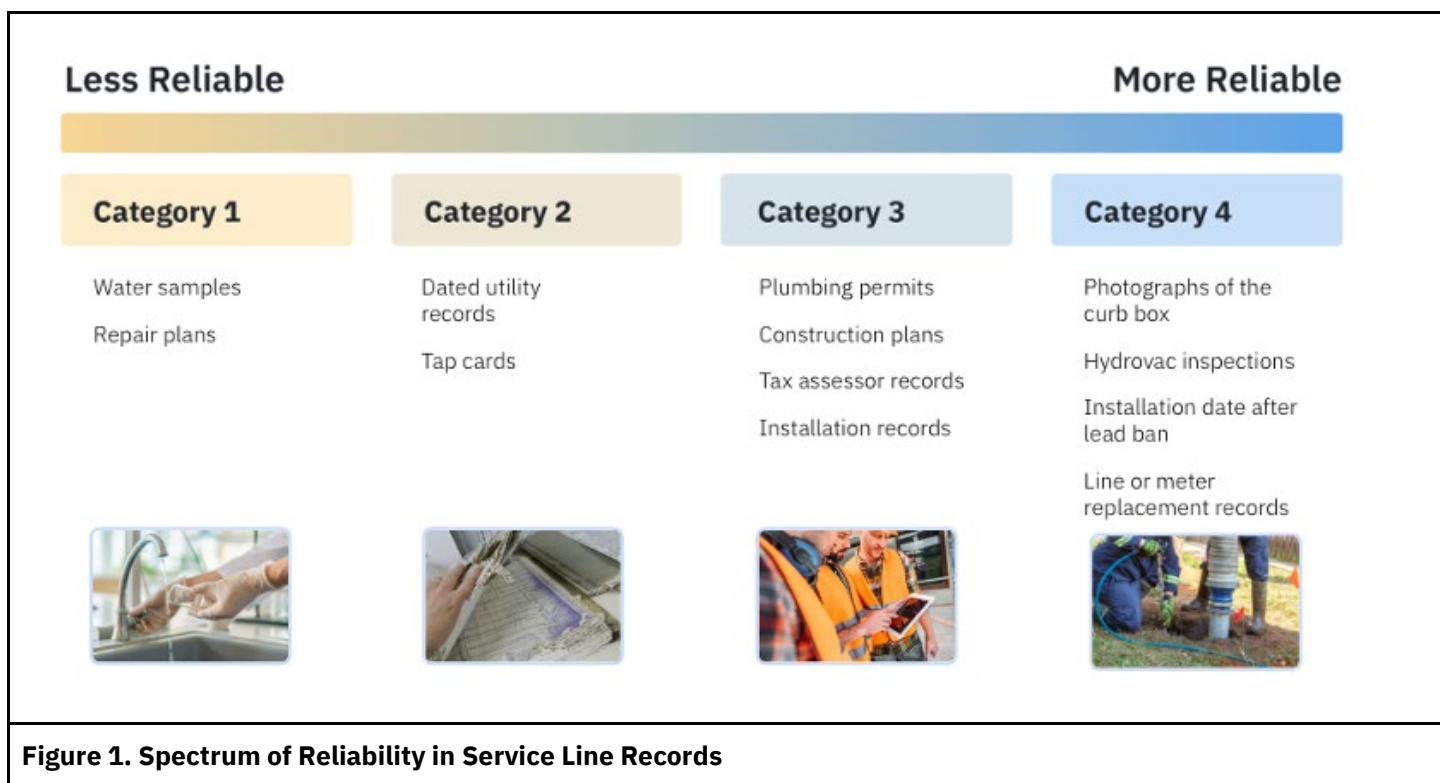 Less Reliable
More Reliable
Category 1
Water samples
Repair plans
Category 2
Dated utility
records
Tap cards
Category 3
Plumbing permits
Construction plans
Tax assessor records
Installation records
Category 4
Photographs of the
curb box
Hydrovac inspections
Installation date after
lead ban
Line or meter
replacement records
Figure 1. Spectrum of Reliability in Service Line Records